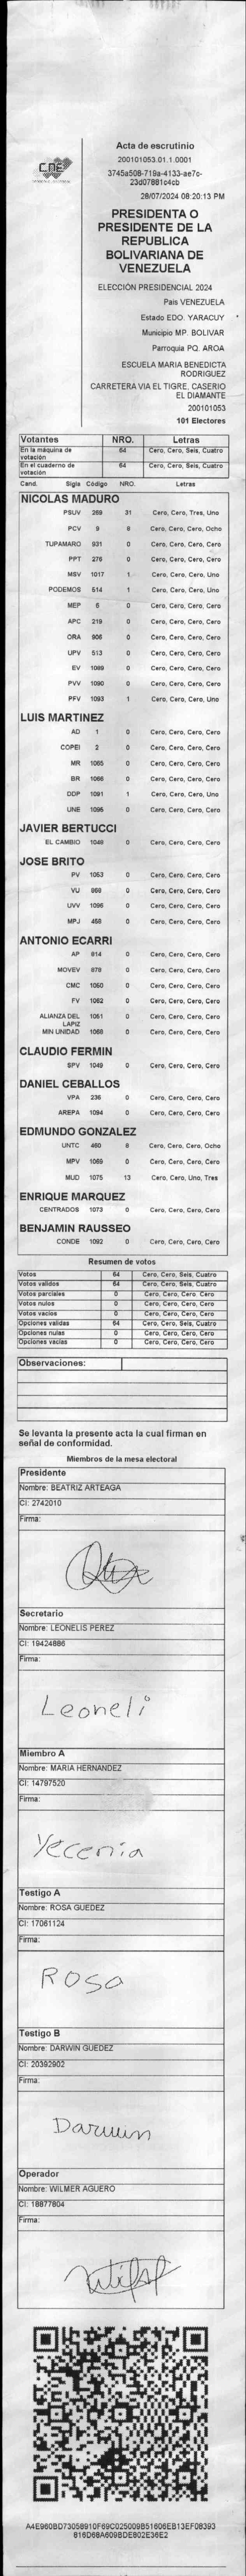 CNE
Acta de escrutinio
200101053.01.1.0001
3745a508-719a-4133-ae7c-
23d07881c4cb
28/07/2024 08:20:13 PM
PRESIDENTA O
PRESIDENTE DE LA
REPUBLICA
BOLIVARIANA DE
VENEZUELA
ELECCIÓN PRESIDENCIAL 2024
Pais VENEZUELA
Estado EDO. YARACUY
Municipio MP. BOLIVAR
Parroquia PQ. AROA
ESCUELA MARIA BENEDICTA
RODRIGUEZ
CARRETERA VIA EL TIGRE, CASERIO
EL DIAMANTE
200101053
101 Electores
Votantes NRO. Letras
En la máquina de votación 64 Cero, Cero, Seis, Cuatro
En el cuaderno de votación 64 Cero, Cero, Seis, Cuatro
Cand. Sigla Código NRO. Letras
NICOLAS MADURO
PSUV 269 31 Cero, Cero, Tres, Uno
PCV 9 8 Cero, Cero, Cero, Ocho
TUPAMARO 931 0 Cero, Cero, Cero, Cero
PPT 276 0 Cero, Cero, Cero, Cero
MSV 1017 1 Cero, Cero, Cero, Uno
PODEMOS 514 1 Cero, Cero, Cero, Uno
MEP 6 0 Cero, Cero, Cero, Cero
APC 219 0 Cero, Cero, Cero, Cero
ORA 906 0 Cero, Cero, Cero, Cero
UPV 513 0 Cero, Cero, Cero, Cero
EV 1089 0 Cero, Cero, Cero, Cero
PVV 1090 0 Cero, Cero, Cero, Cero
PFV 1093 1 Cero, Cero, Cero, Uno
LUIS MARTINEZ
AD 1 0 Cero, Cero, Cero, Cero
COPEI 2 0 Cero, Cero, Cero, Cero
MR 1065 0 Cero, Cero, Cero, Cero
BR 1066 0 Cero, Cero, Cero, Cero
DDP 1091 1 Cero, Cero, Cero, Uno
UNE 1095 0 Cero, Cero, Cero, Cero
JAVIER BERTUCCI
EL CAMBIO 1048 0 Cero, Cero, Cero, Cero
JOSE BRITO
PV 1053 0 Cero, Cero, Cero, Cero
VU 868 0 Cero, Cero, Cero, Cero
UVV 1096 0 Cero, Cero, Cero, Cero
MPJ 458 0 Cero, Cero, Cero, Cero
ANTONIO ECARRI
AP 814 0 Cero, Cero, Cero, Cero
MOVEV 878 0 Cero, Cero, Cero, Cero
CMC 1050 0 Cero, Cero, Cero, Cero
FV 1052 0 Cero, Cero, Cero, Cero
ALIANZA DEL LAPIZ 1051 0 Cero, Cero, Cero, Cero
MIN UNIDAD 1068 0 Cero, Cero, Cero, Cero
CLAUDIO FERMIN
SPV 1049 0 Cero, Cero, Cero, Cero
DANIEL CEBALLOS
VPA 236 0 Cero, Cero, Cero, Cero
AREPA 1094 0 Cero, Cero, Cero, Cero
EDMUNDO GONZALEZ
UNTC 460 8 Cero, Cero, Cero, Ocho
MPV 1069 0 Cero, Cero, Cero, Cero
MUD 1075 13 Cero, Cero, Uno, Tres
ENRIQUE MARQUEZ
CENTRADOS 1073 0 Cero, Cero, Cero, Cero
BENJAMIN RAUSSEO
CONDE 1092 0 Cero, Cero, Cero, Cero
Resumen de votos
Votos 64 Cero, Cero, Seis, Cuatro
Votos validos 64 Cero, Cero, Seis, Cuatro
Votos parciales 0 Cero, Cero, Cero, Cero
Votos nulos 0 Cero, Cero, Cero, Cero
Votos vacios 0 Cero, Cero, Cero, Cero
Opciones validas 64 Cero, Cero, Seis, Cuatro
Opciones nulas 0 Cero, Cero, Cero, Cero
Opciones vacias 0 Cero, Cero, Cero, Cero
Observaciones:
Se levanta la presente acta la cual firman en
señal de conformidad.
Miembros de la mesa electoral
Presidente
Nombre: BEATRIZ ARTEAGA
CI: 2742010
Firma:
Secretario
Nombre: LEONELIS PEREZ
CI: 19424886
Firma:
Leoneli
Miembro A
Nombre: MARIA HERNANDEZ
CI: 14797520
Firma:
Yecenia
Testigo A
Nombre: ROSA GUEDEZ
CI: 17061124
Firma:
Rosa
Testigo B
Nombre: DARWIN GUEDEZ
CI: 20392902
Firma:
Darwin
Operador
Nombre: WILMER AGUERO
CI: 18877804
Firma:
A4E960BD73058910F69C025009B51606EB13EF08393
816D68A609BDE802E36E2